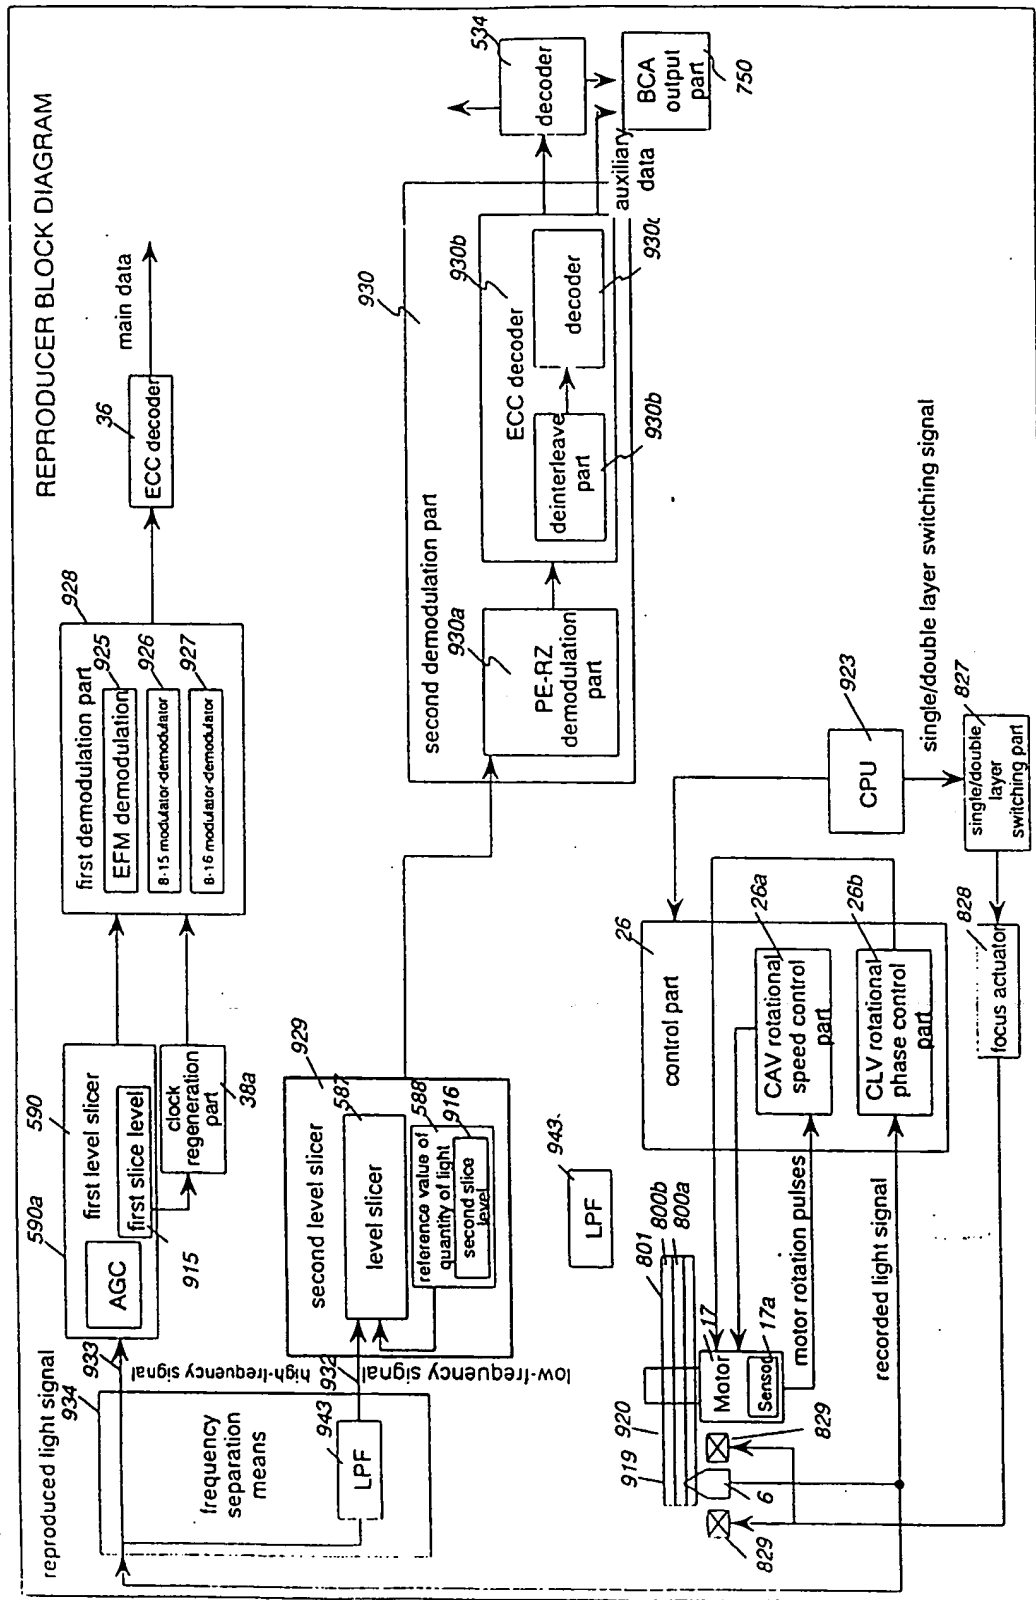 REPRODUCER BLOCK DIAGRAM
reproduced light signal
934
frequency
separation
means
943
LPF
933
high-frequency signal
932
low-frequency signal
590a
590
first level slicer
AGC
first slice level
915
clock
regeneration
part
38a
928
first demodulation part
925
EFM demodulation
926
8-15 modulator-demodulator
927
8-16 modulator-demodulator
36
ECC decoder
main data
929
second level slicer
587
level slicer
588
reference value of
quantity of light
916
second slice
level
second demodulation part
930
930a
PE-RZ
demodulation
part
930b
ECC decoder
deinterleave
part
930b
decoder
930c
534
decoder
auxiliary
data
BCA
output
part
750
943
LPF
919
920
801
800b
800a
17
Motor
17a
Sensor
829
6
829
motor rotation pulses
recorded light signal
26
control part
26a
CAV rotational
speed control
part
26b
CLV rotational
phase control
part
923
CPU
single/double layer switching signal
827
single/double
layer
switching part
828
focus actuator